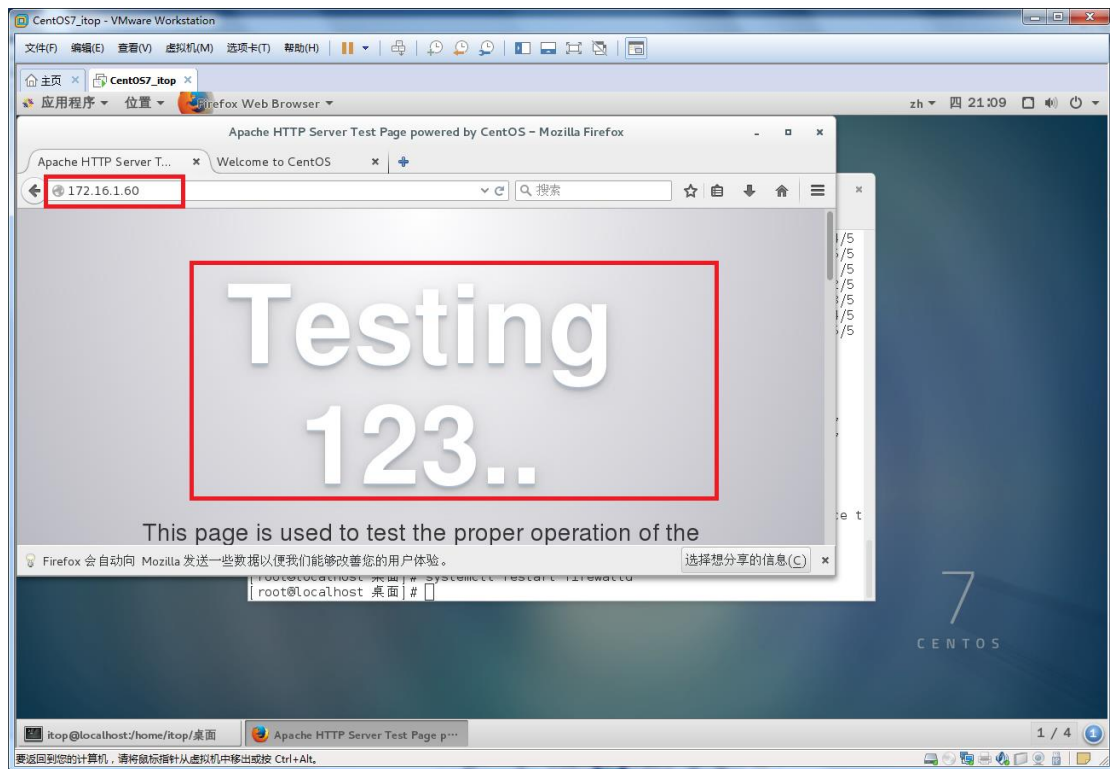 CentOS7_itop - VMware Workstation
文件(F) 编辑(E) 查看(V) 虚拟机(M) 选项卡(T) 帮助(H)
主页 CentOS7_itop
应用程序 位置 Firefox Web Browser zh 四 21:09
Apache HTTP Server Test Page powered by CentOS - Mozilla Firefox
Apache HTTP Server T... Welcome to CentOS
172.16.1.60 搜索
/5
/5
/5
/5
/5
/5
/5
Testing
123..
This page is used to test the proper operation of the
e t
Firefox 会自动向 Mozilla 发送一些数据以便我们能够改善您的用户体验。 选择想分享的信息(C)
[root@localhost 桌面]# systemctl restart firewalld
[root@localhost 桌面]#
7
CENTOS
itop@localhost:/home/itop/桌面 Apache HTTP Server Test Page p... 1 / 4 1
要返回到您的计算机，请将鼠标指针从虚拟机中移出或按 Ctrl+Alt。